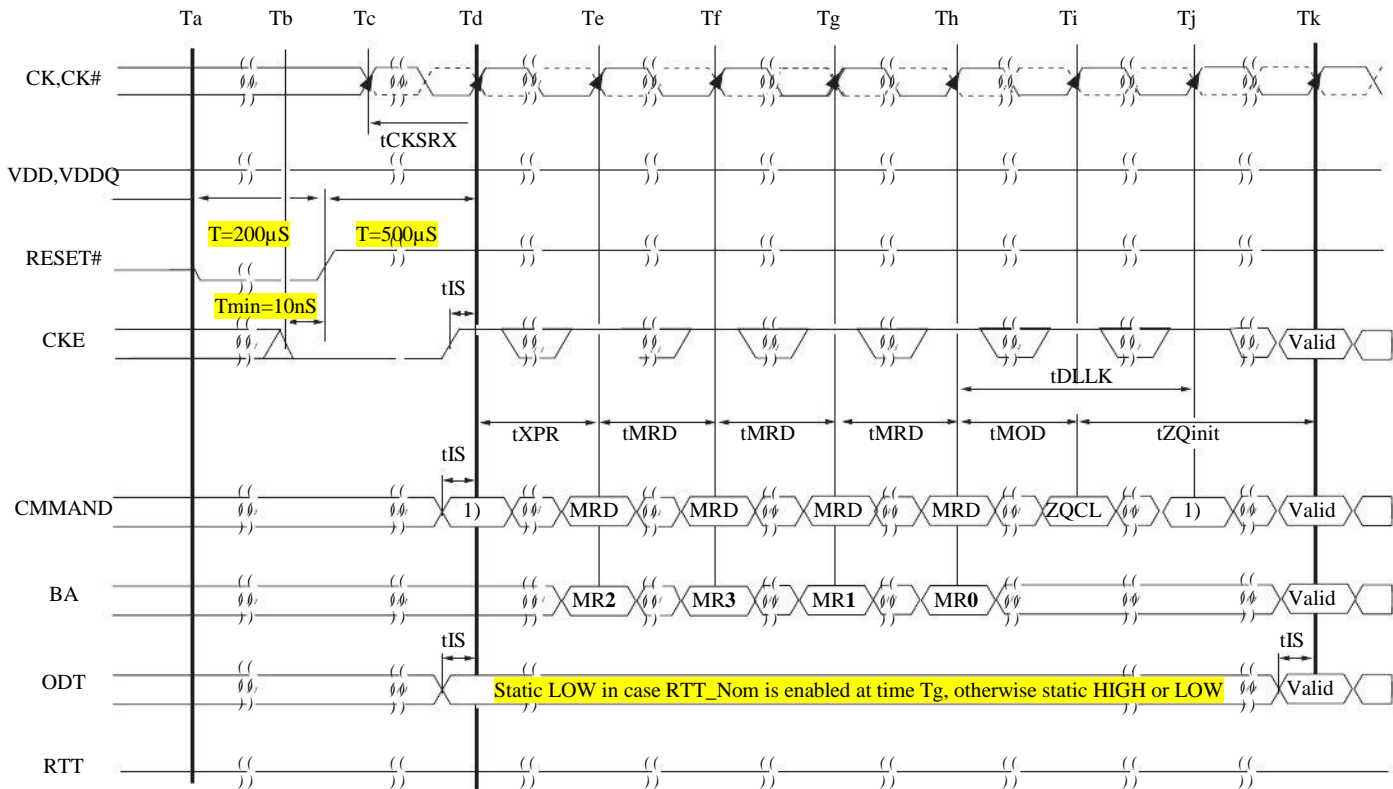 Ta Tb Tc Td Te Tf Tg Th Ti Tj Tk
CK,CK#
tCKSRX
VDD,VDDQ
T=200µS T=500µS
RESET#
Tmin=10nS tIS
CKE Valid
tDLLK
tXPR tMRD tMRD tMRD tMOD tZQinit
tIS
CMMAND 1) MRD MRD MRD MRD ZQCL 1) Valid
BA MR2 MR3 MR1 MR0 Valid
tIS tIS
ODT Static LOW in case RTT_Nom is enabled at time Tg, otherwise static HIGH or LOW Valid
RTT